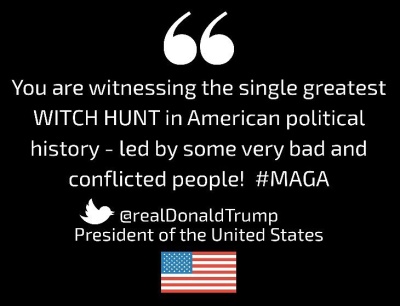 You are witnessing the single greatest
WITCH HUNT in American political
history - led by some very bad and
conflicted people!  #MAGA
@realDonaldTrump
President of the United States